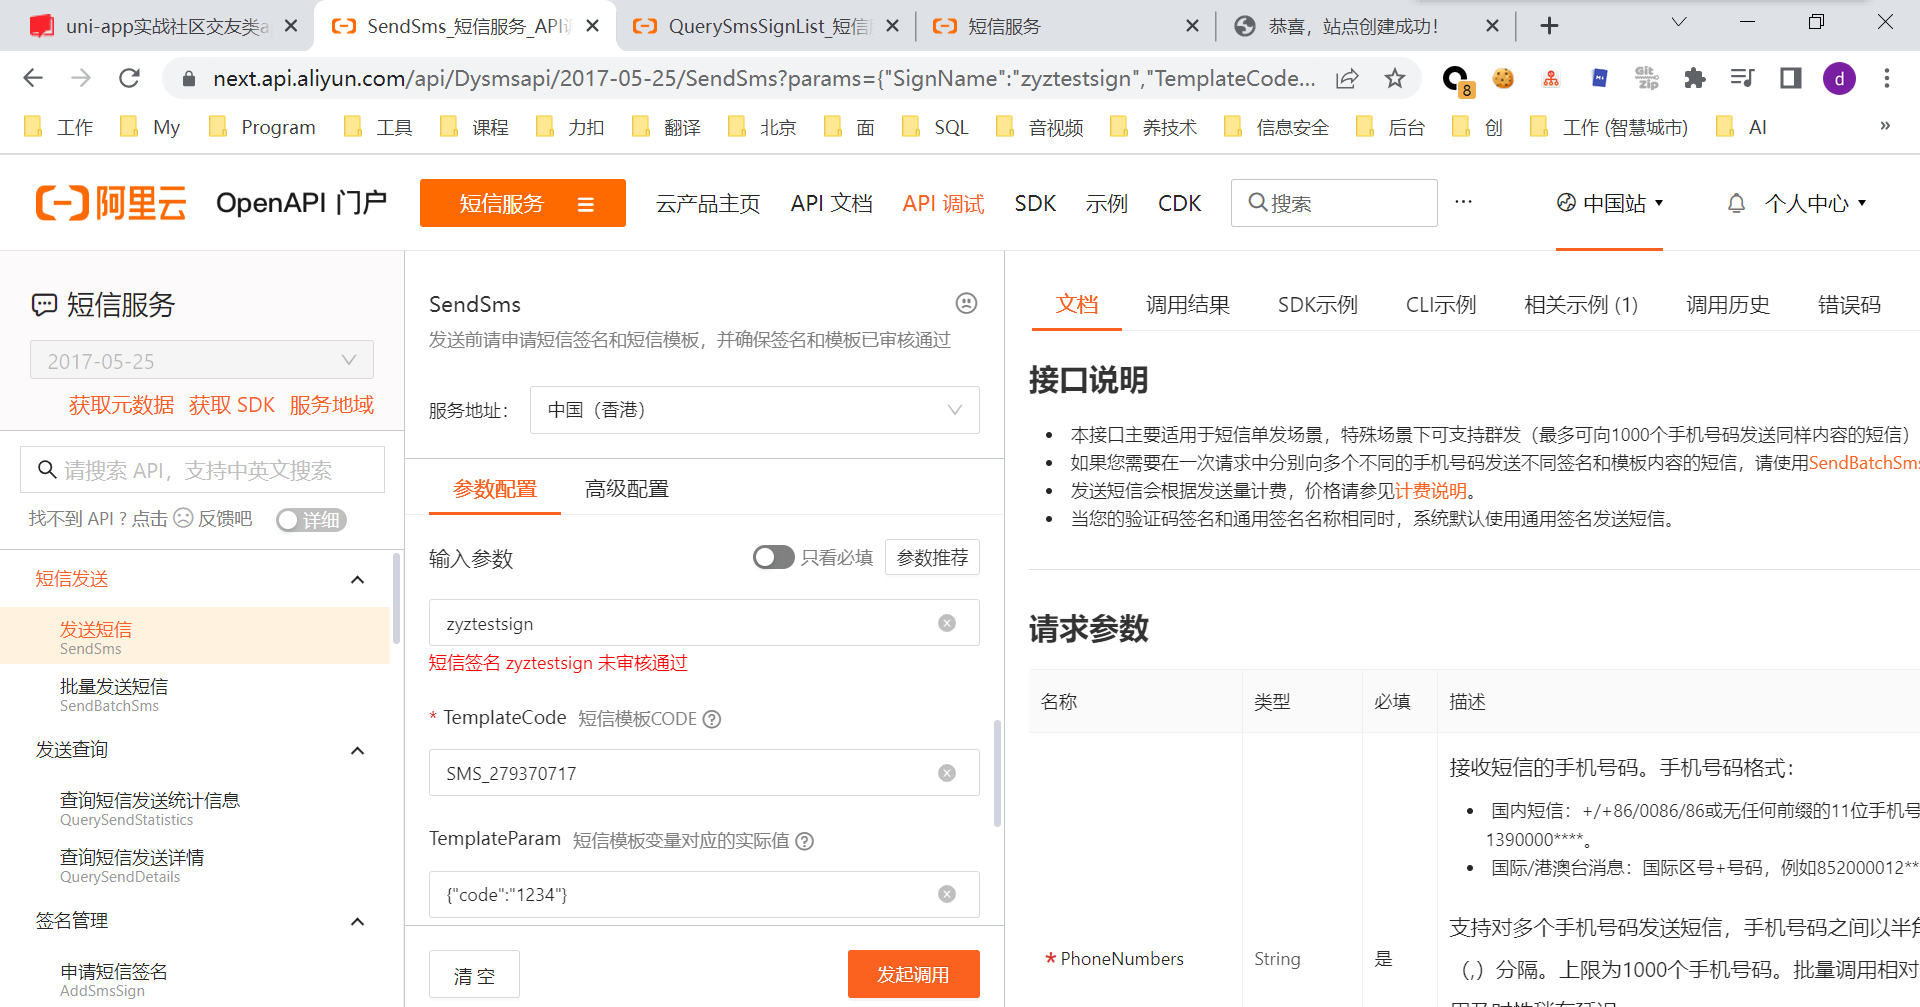 uni-app实战社区交友类a
SendSms_短信服务_API调
QuerySmsSignList_短信服
短信服务
恭喜，站点创建成功！
next.api.aliyun.com/api/Dysmsapi/2017-05-25/SendSms?params={"SignName":"zyztestsign","TemplateCode...
8
Git Zip
d
工作 My Program 工具 课程 力扣 翻译 北京 面 SQL 音视频 养技术 信息安全 后台 创 工作 (智慧城市) AI »
阿里云 OpenAPI 门户 短信服务 云产品主页 API 文档 API 调试 SDK 示例 CDK 搜索 ··· 中国站 个人中心
短信服务
2017-05-25
获取元数据 获取 SDK 服务地域
请搜索 API，支持中英文搜索
找不到 API ? 点击 反馈吧 详细
短信发送
发送短信
SendSms
批量发送短信
SendBatchSms
发送查询
查询短信发送统计信息
QuerySendStatistics
查询短信发送详情
QuerySendDetails
签名管理
申请短信签名
AddSmsSign
SendSms
发送前请申请短信签名和短信模板，并确保签名和模板已审核通过
服务地址： 中国（香港）
参数配置 高级配置
输入参数 只看必填 参数推荐
zyztestsign
短信签名 zyztestsign 未审核通过
* TemplateCode 短信模板CODE ?
SMS_279370717
TemplateParam 短信模板变量对应的实际值 ?
{"code":"1234"}
清 空 发起调用
文档 调用结果 SDK示例 CLI示例 相关示例 (1) 调用历史 错误码
接口说明
本接口主要适用于短信单发场景，特殊场景下可支持群发（最多可向1000个手机号码发送同样内容的短信）
如果您需要在一次请求中分别向多个不同的手机号码发送不同签名和模板内容的短信，请使用SendBatchSms
发送短信会根据发送量计费，价格请参见计费说明。
当您的验证码签名和通用签名名称相同时，系统默认使用通用签名发送短信。
请求参数
名称 类型 必填 描述
接收短信的手机号码。手机号码格式：
国内短信：+/+86/0086/86或无任何前缀的11位手机号
1390000****。
国际/港澳台消息：国际区号+号码，例如852000012**
支持对多个手机号码发送短信，手机号码之间以半角
* PhoneNumbers String 是
（,）分隔。上限为1000个手机号码。批量调用相对